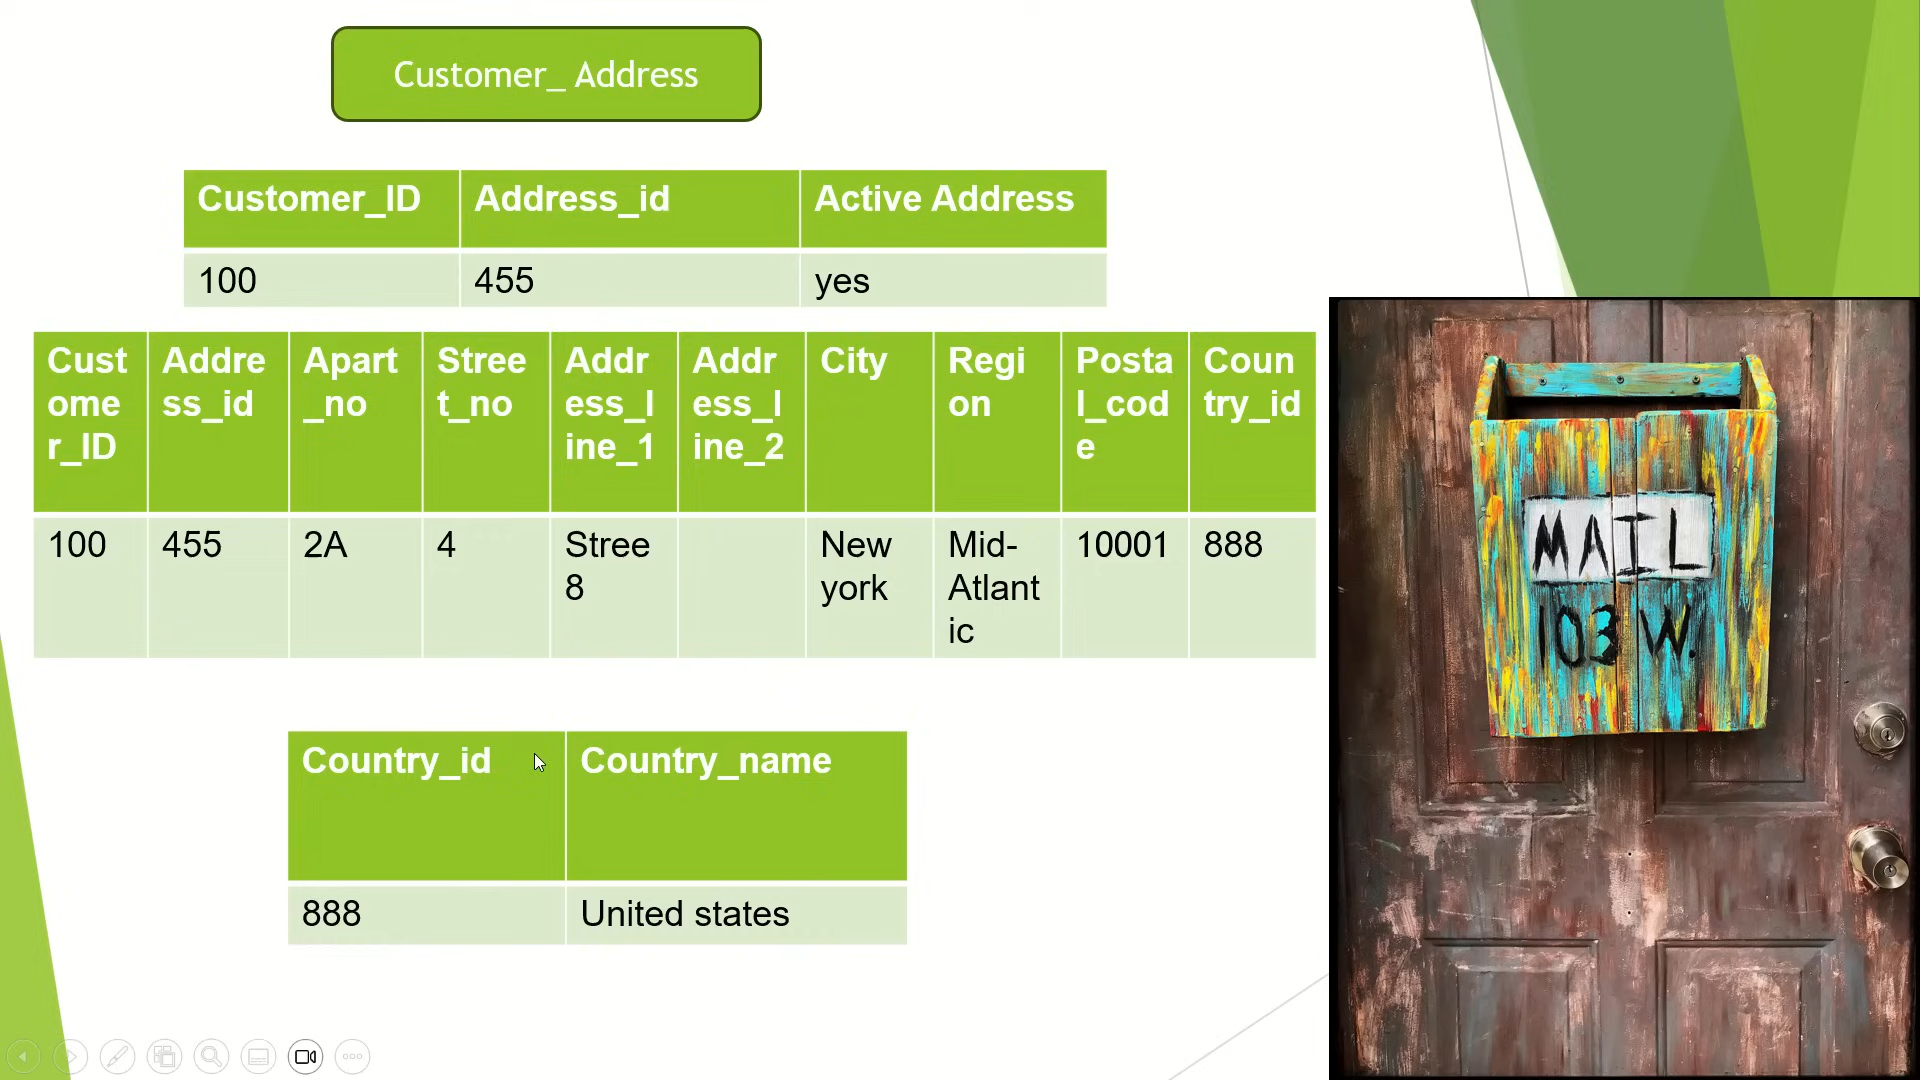 Customer_ Address
Customer_ID Address_id Active Address
100 455 yes
Cust Addre Apart Stree Addr Addr City Regi Posta Coun
ome ss_id _no t_no ess_l ess_l on l_cod try_id
r_ID ine_1 ine_2 e
100 455 2A 4 Stree New Mid- 10001 888
8 york Atlant
ic
Country_id Country_name
888 United states
MAIL
103 W.